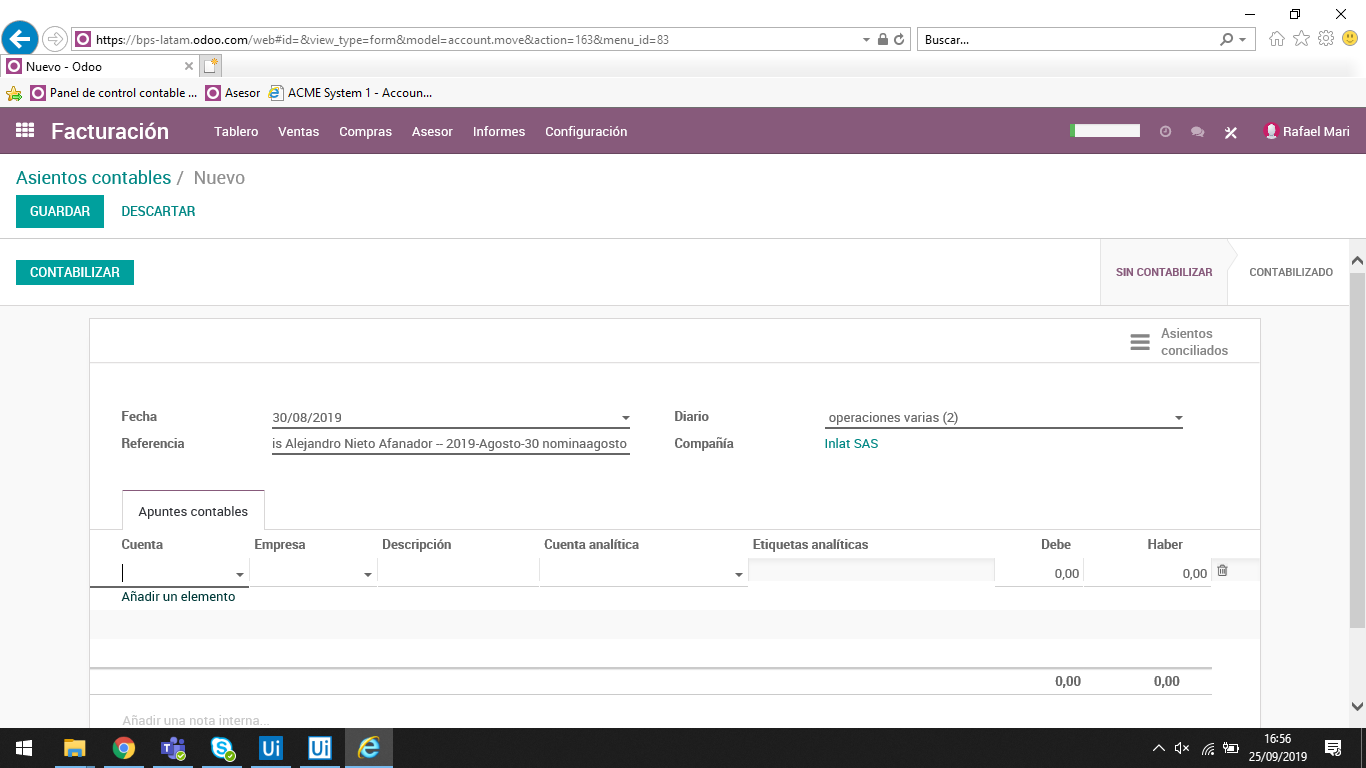 https://bps-latam.odoo.com/web#id=&view_type=form&model=account.move&action=163&menu_id=83
Buscar...
Nuevo - Odoo
Panel de control contable ...
Asesor
ACME System 1 - Accoun...
Facturación
Tablero
Ventas
Compras
Asesor
Informes
Configuración
Rafael Mari
Asientos contables / Nuevo
GUARDAR
DESCARTAR
CONTABILIZAR
SIN CONTABILIZAR
CONTABILIZADO
Asientos
conciliados
Fecha
30/08/2019
Diario
operaciones varias (2)
Referencia
is Alejandro Nieto Afanador -- 2019-Agosto-30 nominaagosto
Compañía
Inlat SAS
Apuntes contables
Cuenta
Empresa
Descripción
Cuenta analítica
Etiquetas analíticas
Debe
Haber
0,00
0,00
Añadir un elemento
0,00
0,00
Añadir una nota interna...
Ui
Ui
16:56
25/09/2019